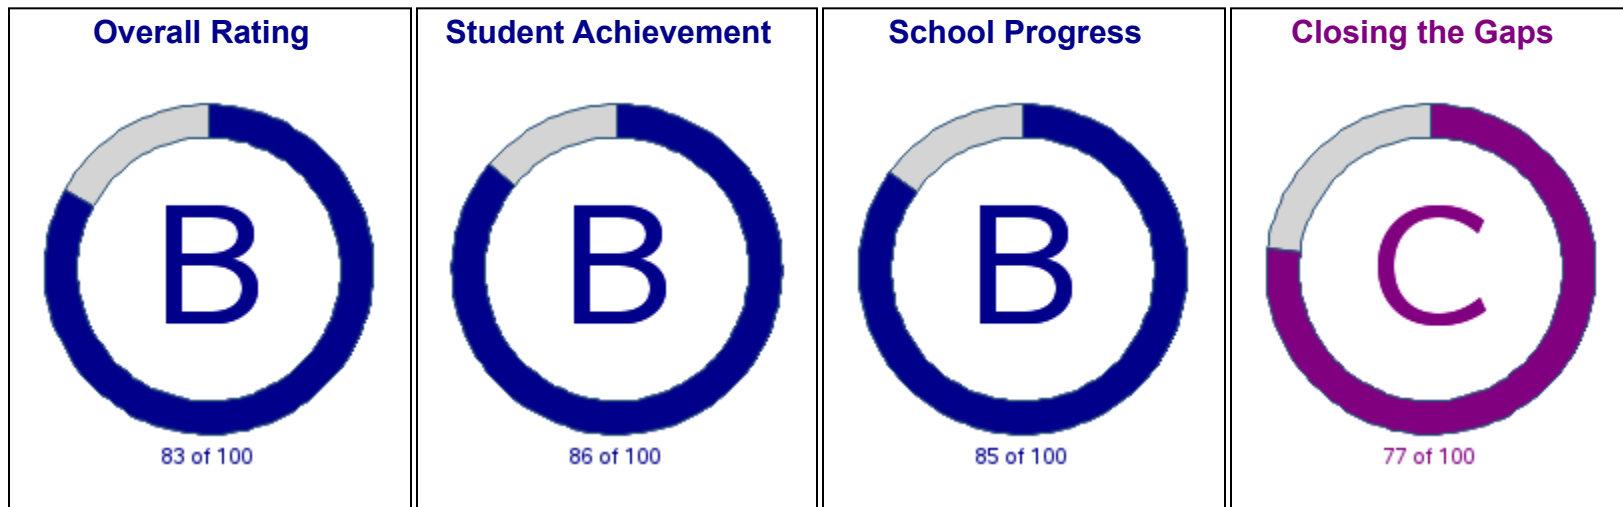 Overall Rating
B
83 of 100
Student Achievement
B
86 of 100
School Progress
B
85 of 100
Closing the Gaps
C
77 of 100